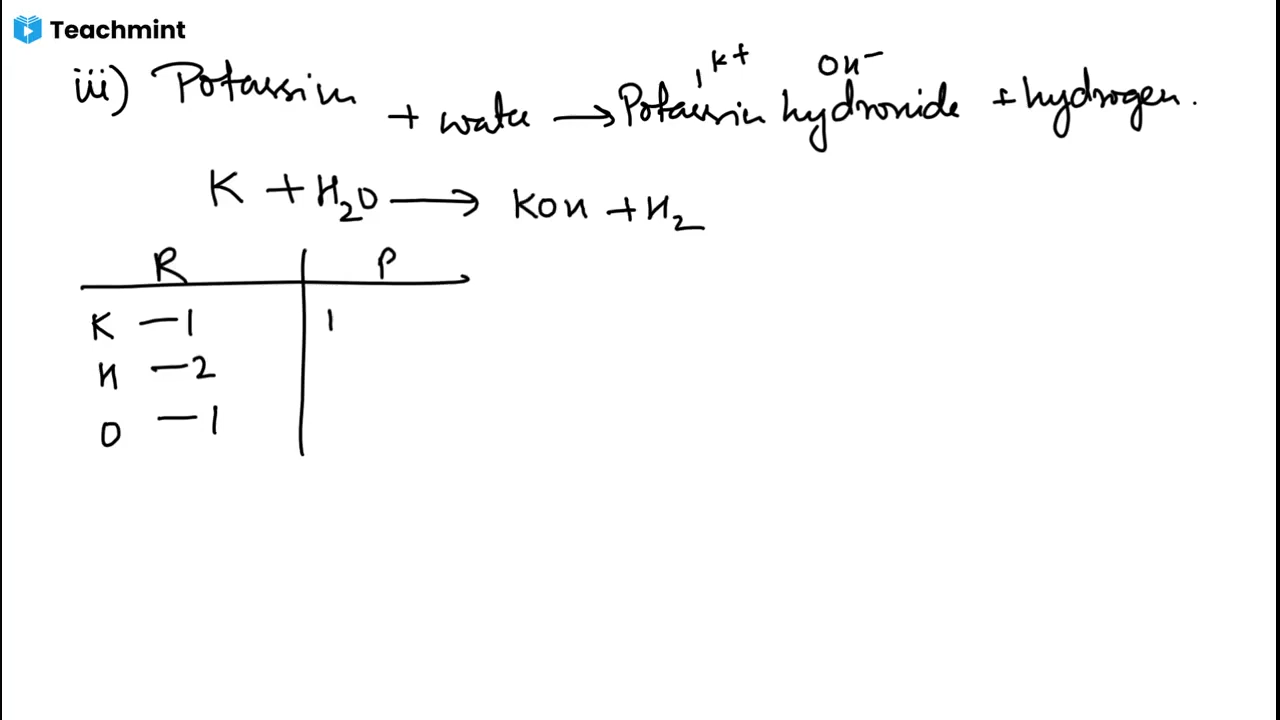 Teachmint
K+ OH-
iii) Potassium + water → Potassium hydroxide + hydrogen.
K + H2O → KOH + H2
R P
K — 1 1
H — 2
O — 1